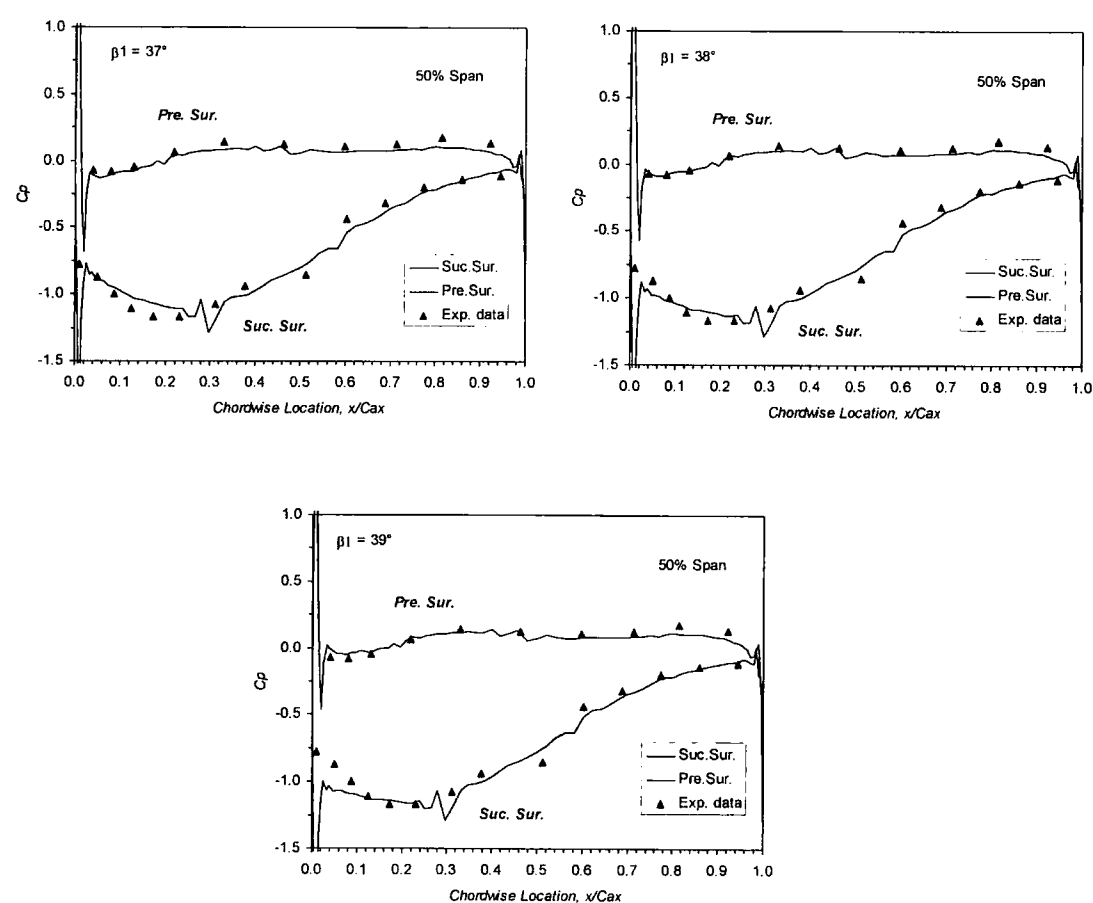 1.0
β1 = 37°
50% Span
0.5
Pre. Sur.
0.0
Cp
-0.5
Suc.Sur.
Pre.Sur.
Exp. data
-1.0
Suc. Sur.
-1.5
0.0 0.1 0.2 0.3 0.4 0.5 0.6 0.7 0.8 0.9 1.0
Chordwise Location, x/Cax
1.0
β1 = 38°
50% Span
0.5
Pre. Sur.
0.0
Cp
-0.5
Suc.Sur.
Pre.Sur.
Exp. data
-1.0
Suc. Sur.
-1.5
0.0 0.1 0.2 0.3 0.4 0.5 0.6 0.7 0.8 0.9 1.0
Chordwise Location, x/Cax
1.0
β1 = 39°
50% Span
0.5
Pre. Sur.
0.0
Cp
-0.5
Suc.Sur.
Pre.Sur.
Exp. data
-1.0
Suc. Sur.
-1.5
0.0 0.1 0.2 0.3 0.4 0.5 0.6 0.7 0.8 0.9 1.0
Chordwise Location, x/Cax